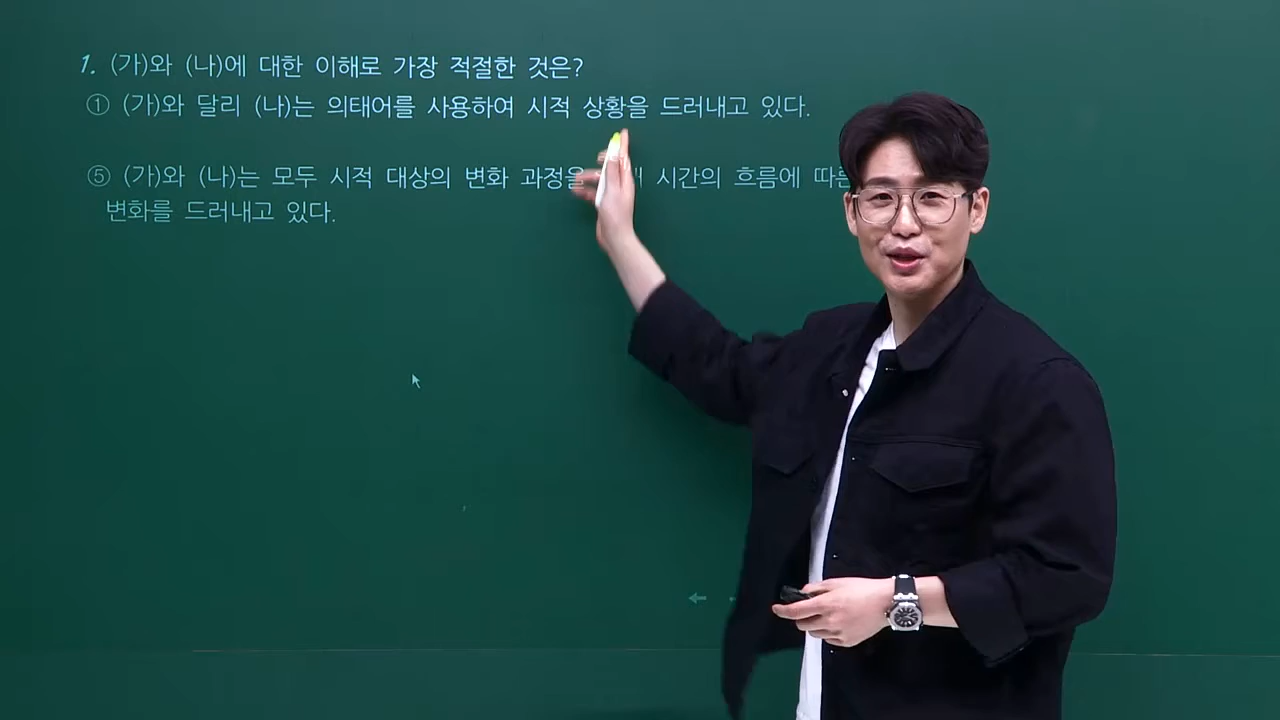 1. (가)와 (나)에 대한 이해로 가장 적절한 것은?
① (가)와 달리 (나)는 의태어를 사용하여 시적 상황을 드러내고 있다.
⑤ (가)와 (나)는 모두 시적 대상의 변화 과정을 시간의 흐름에
변화를 드러내고 있다.